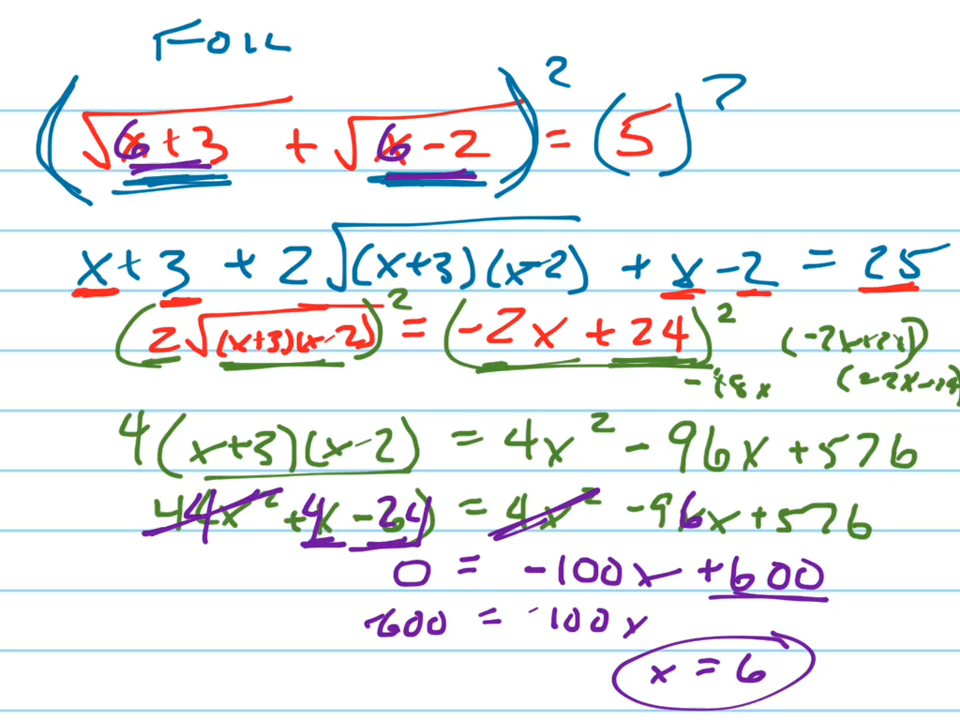 FOIL
(√(x+3) + √(x-2))² = (5)²
x+3 + 2√((x+3)(x-2)) + x-2 = 25
(2√((x+3)(x-2)))² = (-2x + 24)²
-48x
4(x+3)(x-2) = 4x² - 96x + 576
4x² + 4x - 24 = 4x² - 96x + 576
0 = -100x + 600
-600 = -100x
x = 6